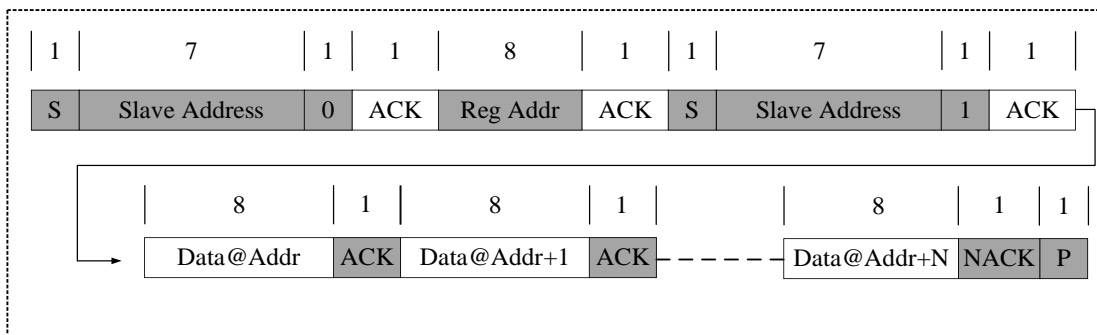 1 7 1 1 8 1 1 7 1 1
S Slave Address 0 ACK Reg Addr ACK S Slave Address 1 ACK
8 1 8 1 8 1 1
Data@Addr ACK Data@Addr+1 ACK Data@Addr+N NACK P